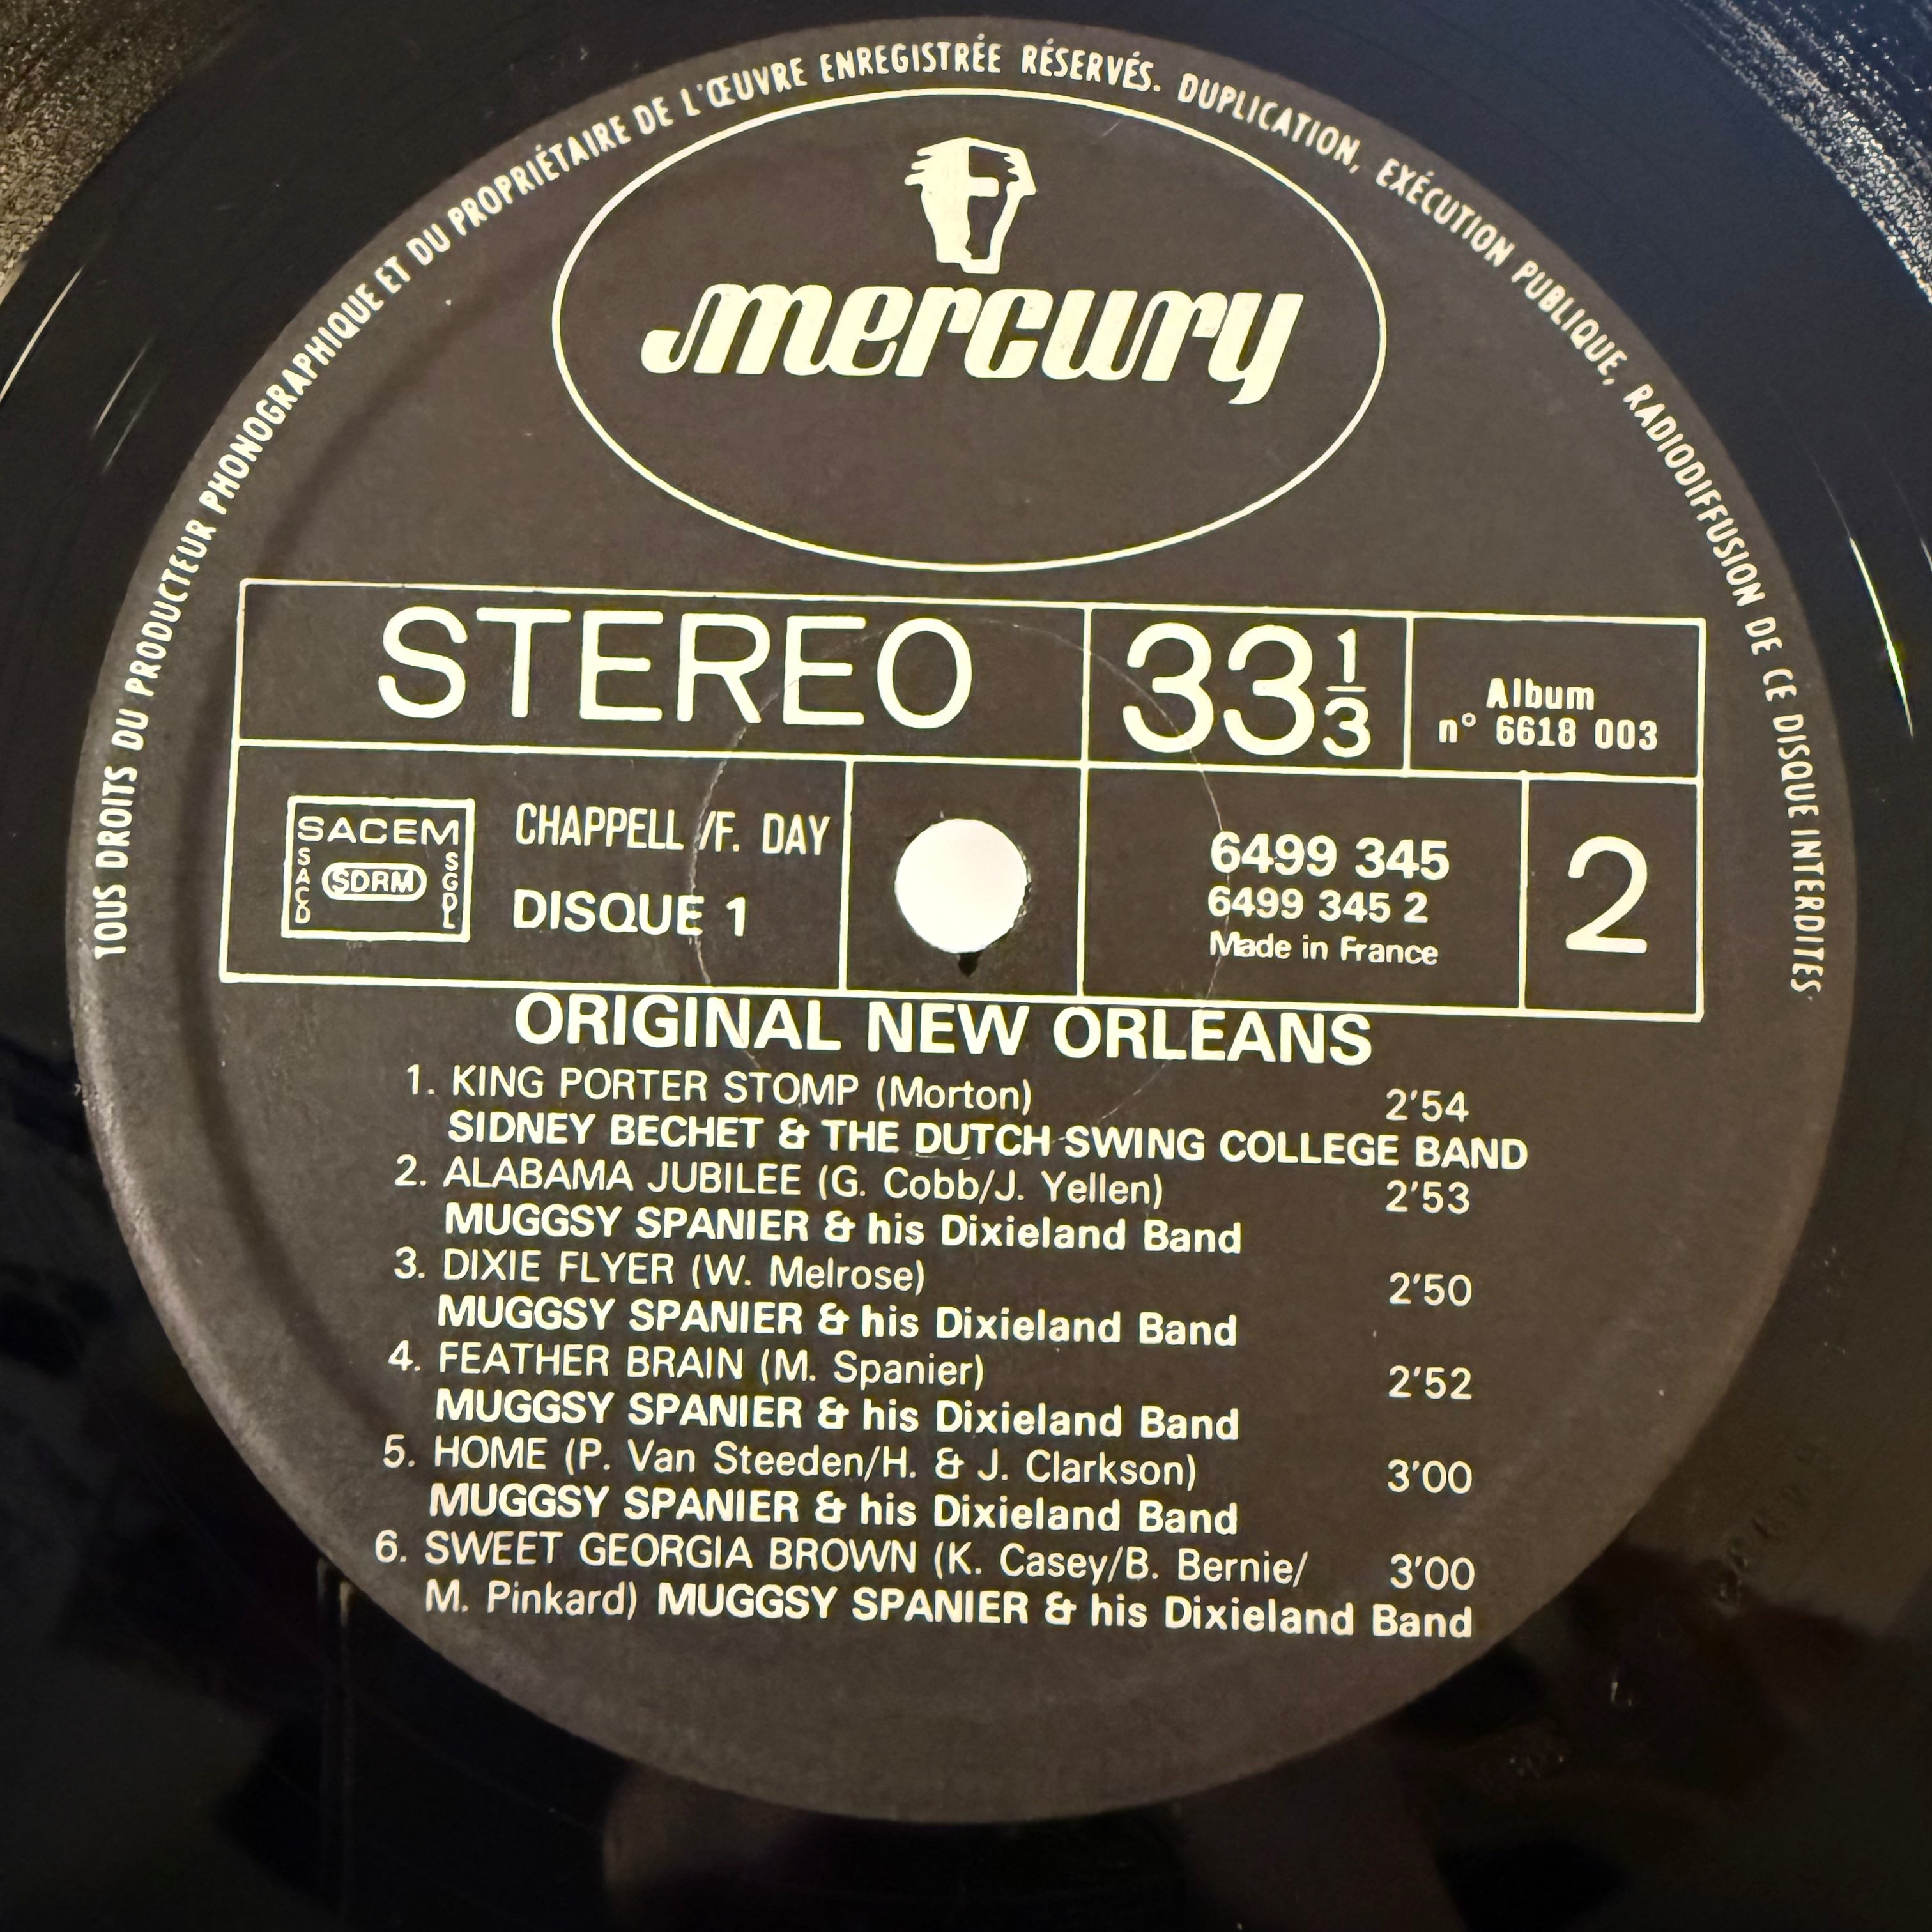 TOUS DROITS DU PRODUCTEUR PHONOGRAPHIQUE ET DU PROPRIÉTAIRE DE L'ŒUVRE ENREGISTRÉE RÉSERVÉS. DUPLICATION, EXÉCUTION PUBLIQUE, RADIODIFFUSION DE CE DISQUE INTERDITES
mercury
STEREO
33 1/3
Album
n° 6618 003
SACEM
SACD
SDRM
SGDL
CHAPPELL /F. DAY
DISQUE 1
6499 345
6499 345 2
Made in France
2
ORIGINAL NEW ORLEANS
1. KING PORTER STOMP (Morton) 2'54
SIDNEY BECHET & THE DUTCH SWING COLLEGE BAND
2. ALABAMA JUBILEE (G. Cobb/J. Yellen) 2'53
MUGGSY SPANIER & his Dixieland Band
3. DIXIE FLYER (W. Melrose) 2'50
MUGGSY SPANIER & his Dixieland Band
4. FEATHER BRAIN (M. Spanier) 2'52
MUGGSY SPANIER & his Dixieland Band
5. HOME (P. Van Steeden/H. & J. Clarkson) 3'00
MUGGSY SPANIER & his Dixieland Band
6. SWEET GEORGIA BROWN (K. Casey/B. Bernie/ 3'00
M. Pinkard) MUGGSY SPANIER & his Dixieland Band